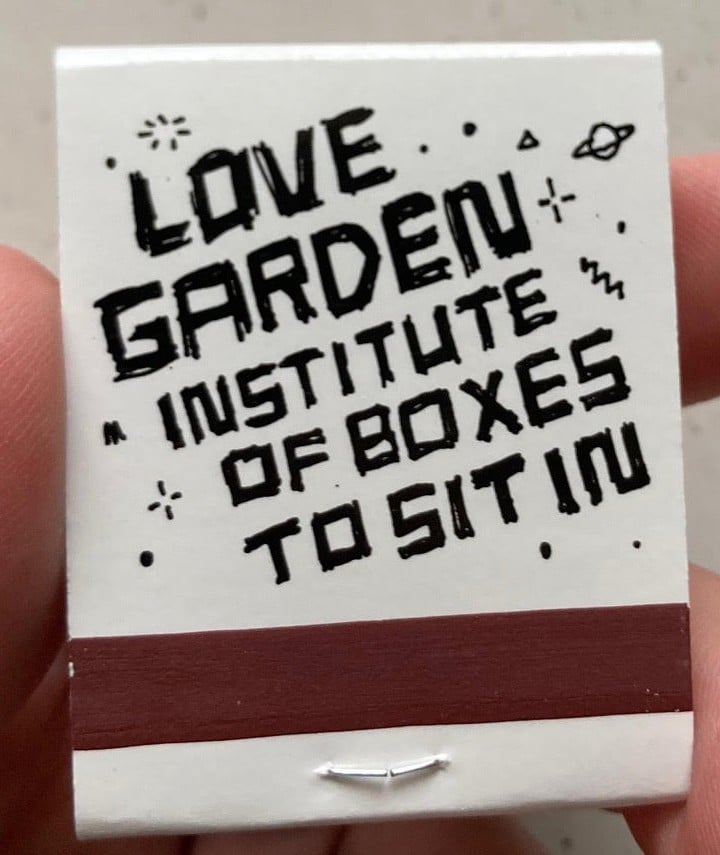 LOVE
GARDEN
INSTITUTE
OF BOXES
TO SIT IN